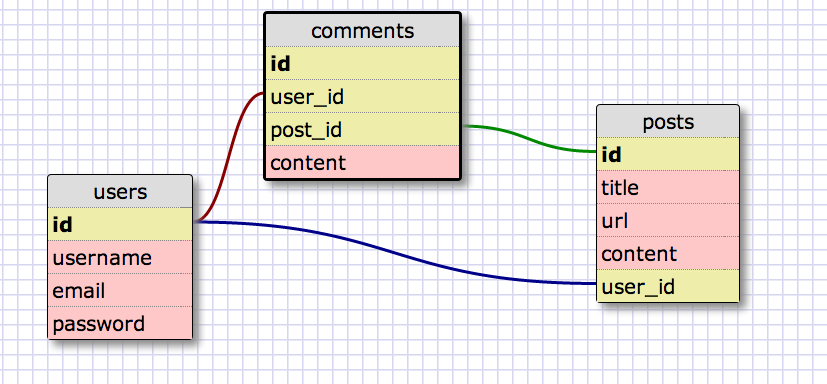 comments
id
user_id
post_id
content
posts
id
title
url
content
user_id
users
id
username
email
password